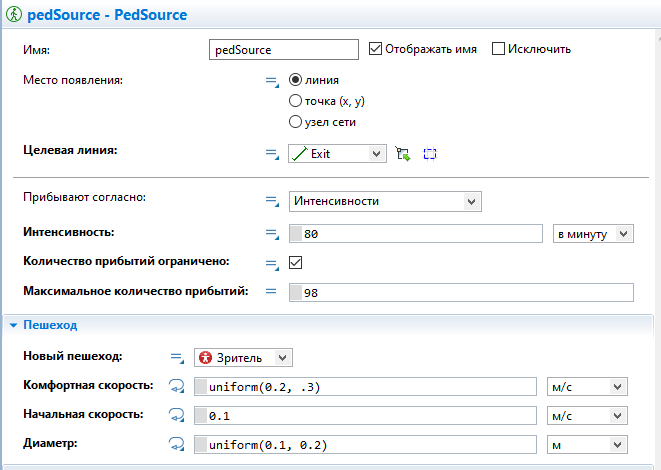 pedSource - PedSource
Имя: pedSource Отображать имя Исключить
Место появления: линия
точка (x, y)
узел сети
Целевая линия: Exit
Прибывают согласно: Интенсивности
Интенсивность: 80 в минуту
Количество прибытий ограничено:
Максимальное количество прибытий: 98
Пешеход
Новый пешеход: Зритель
Комфортная скорость: uniform(0.2, .3) м/с
Начальная скорость: 0.1 м/с
Диаметр: uniform(0.1, 0.2) м